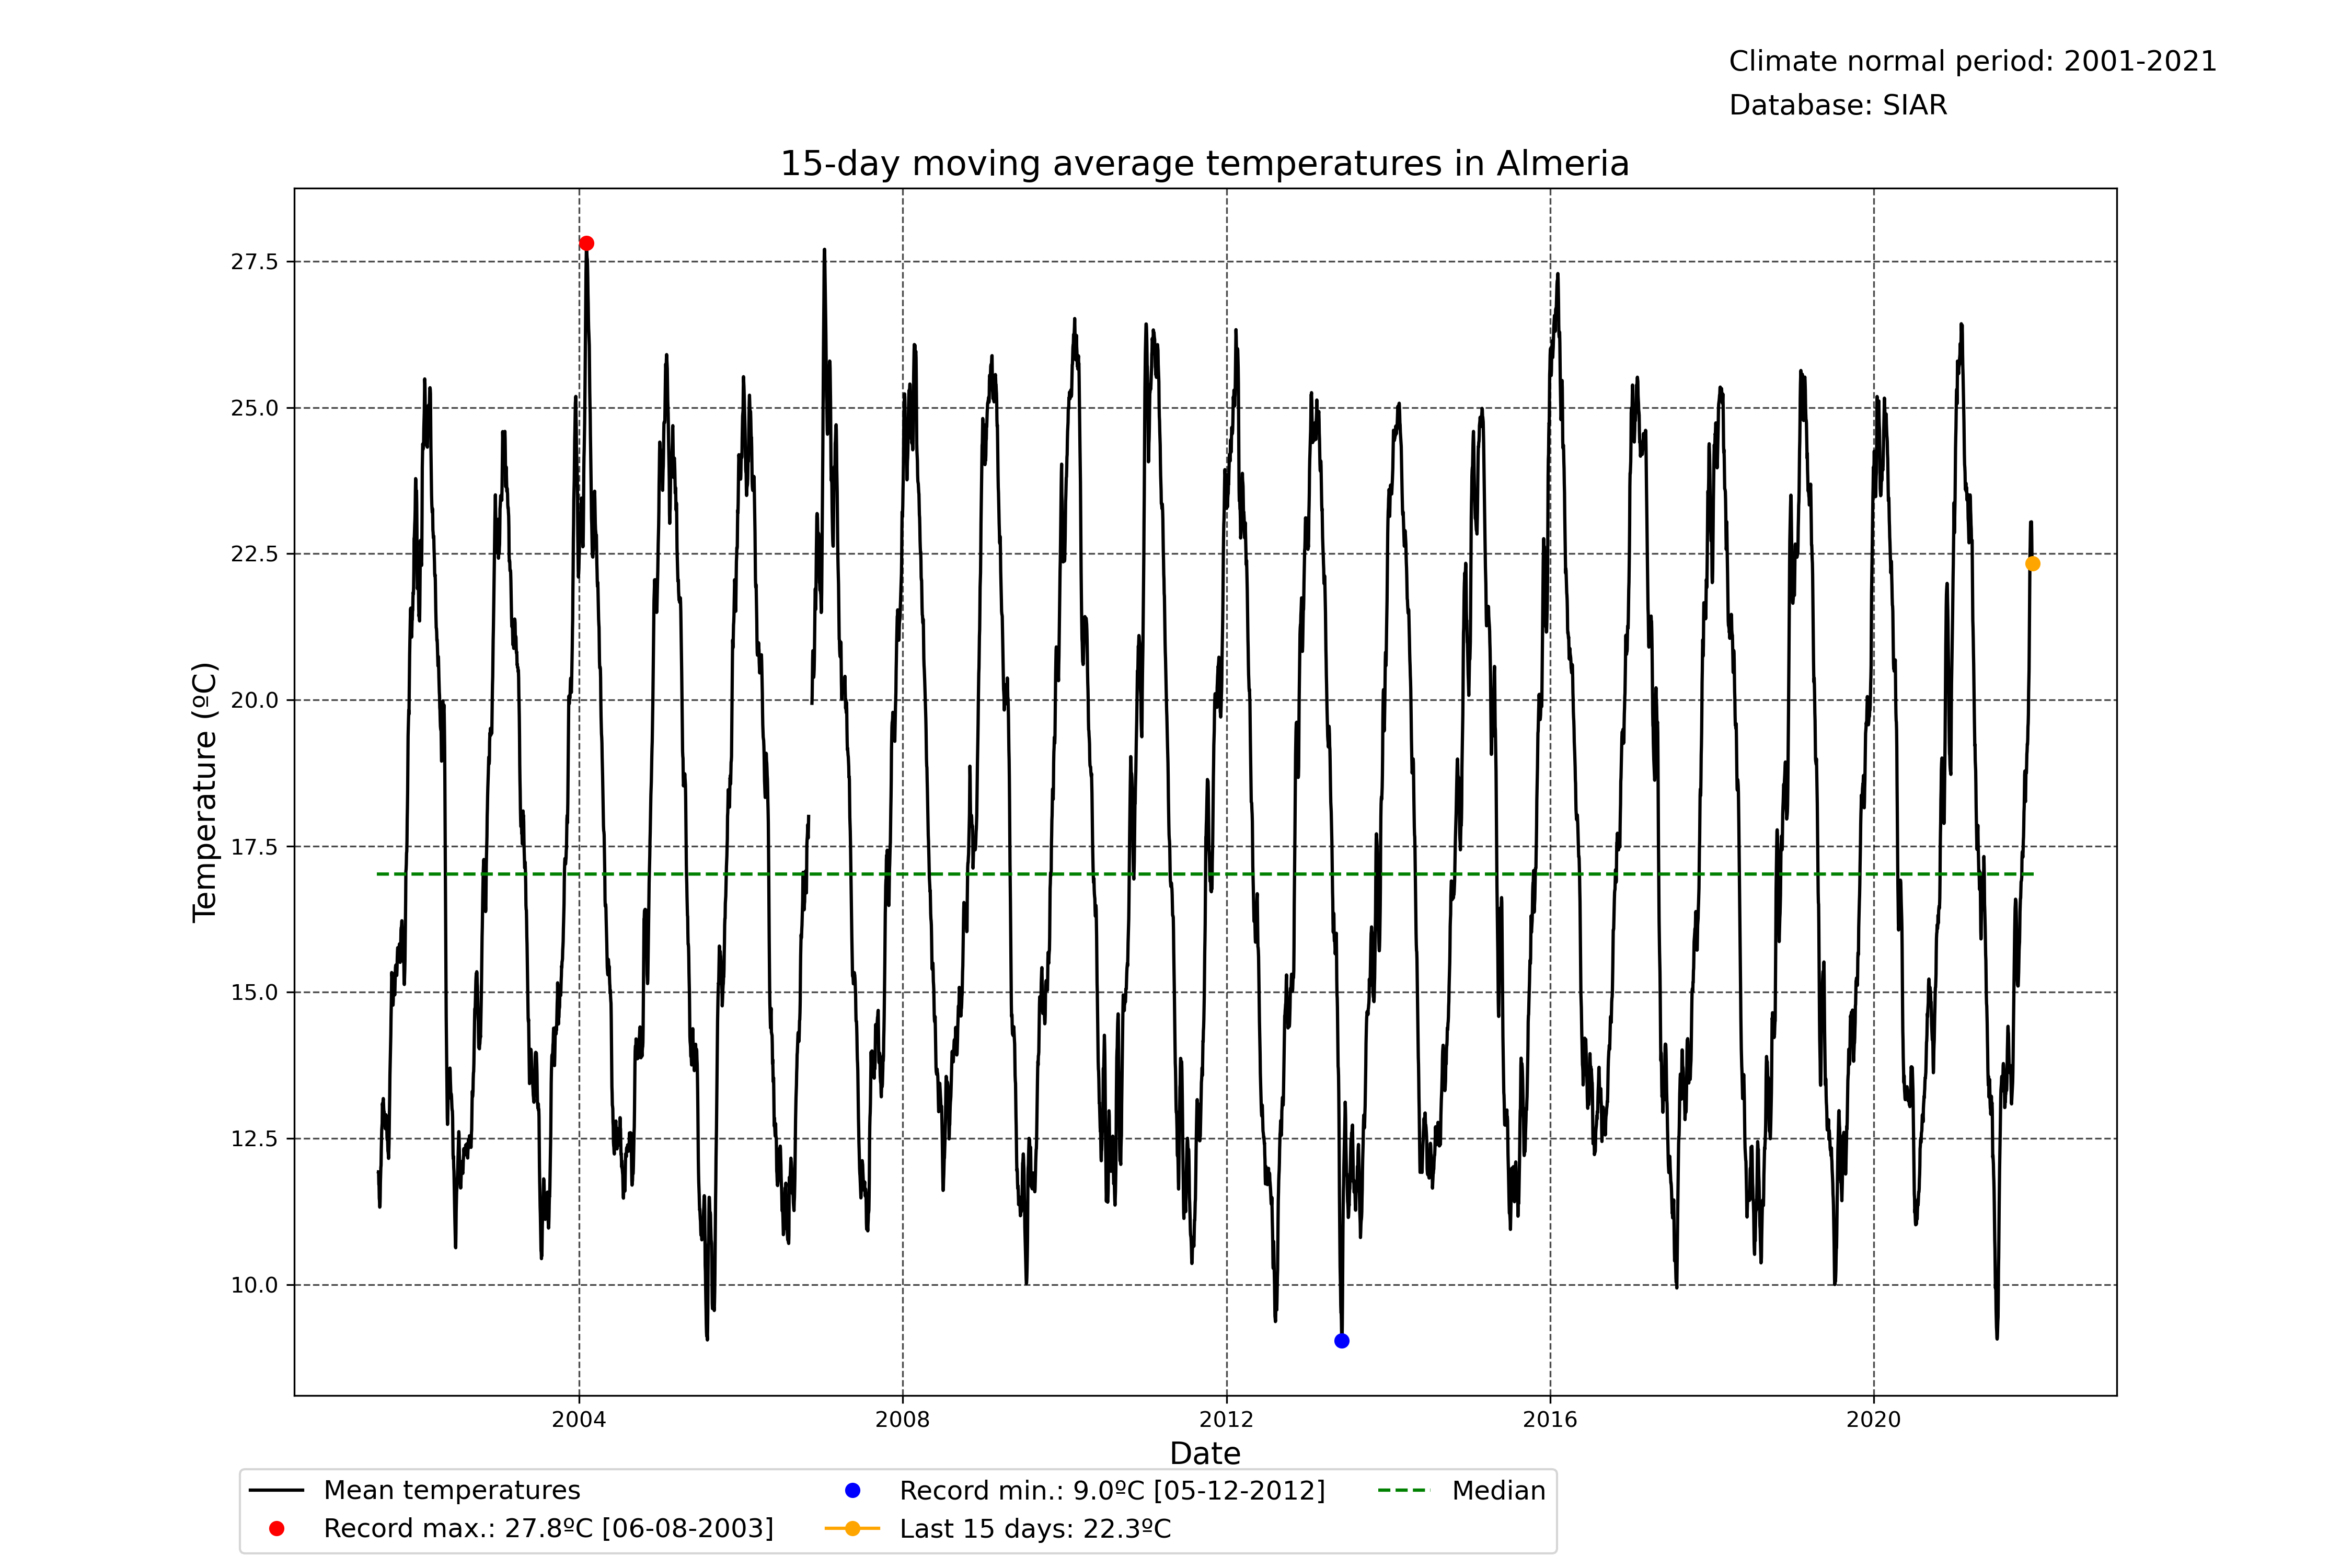 Climate normal period: 2001-2021
Database: SIAR
15-day moving average temperatures in Almeria
27.5
25.0
22.5
20.0
17.5
15.0
12.5
10.0
Temperature (ºC)
2004 2008 2012 2016 2020
Date
Mean temperatures
Record max.: 27.8ºC [06-08-2003]
Record min.: 9.0ºC [05-12-2012]
Last 15 days: 22.3ºC
Median